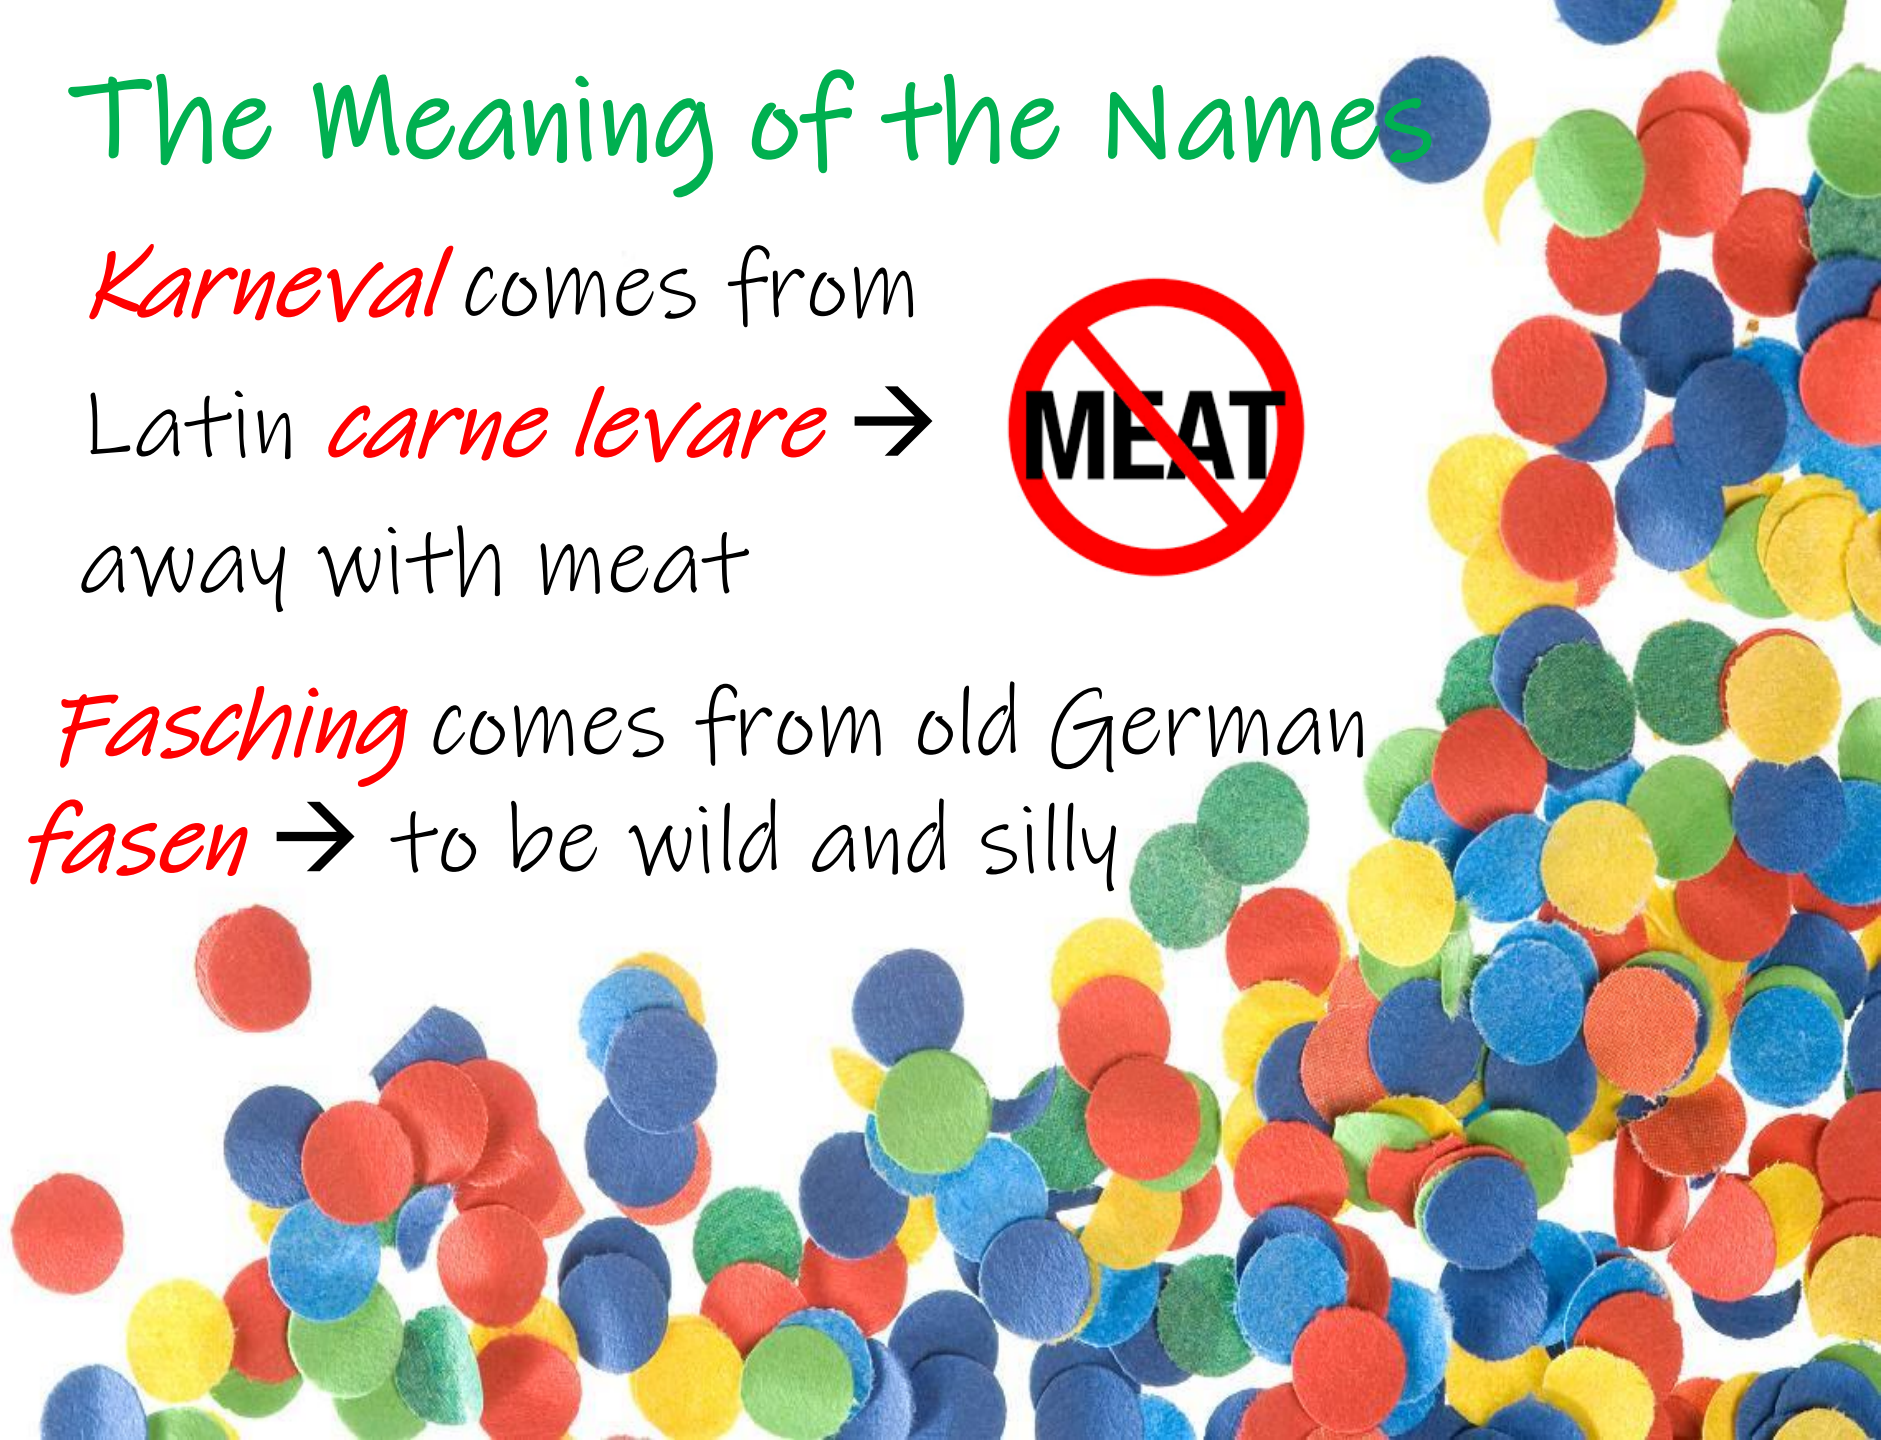 The Meaning of the Names
Karneval comes from
Latin carne levare →
away with meat
MEAT
Fasching comes from old German
fasen → to be wild and silly